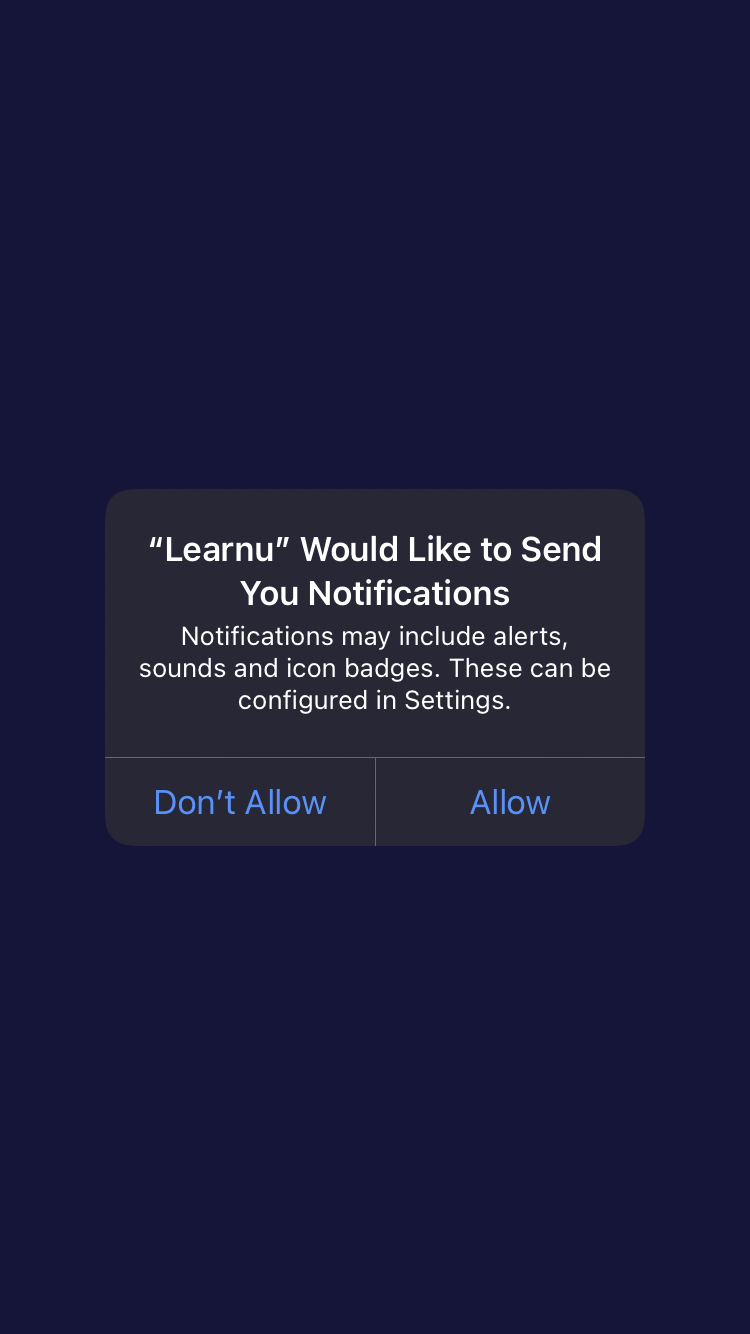 “Learnu” Would Like to Send
You Notifications
Notifications may include alerts,
sounds and icon badges. These can be
configured in Settings.
Don’t Allow
Allow